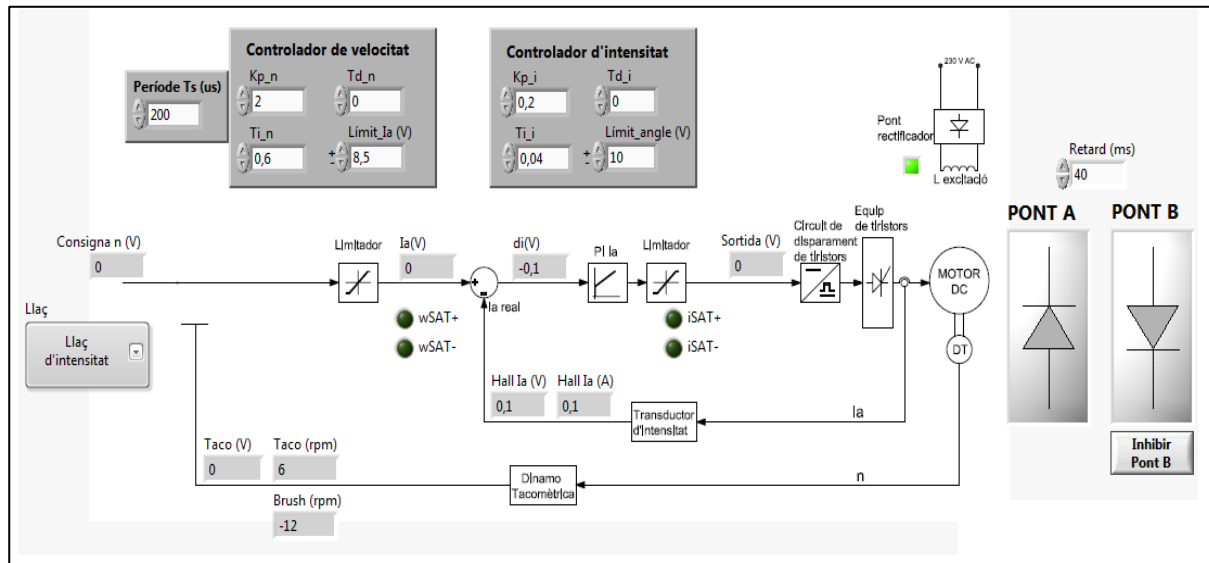 Període Ts (us)
200
Controlador de velocitat
Kp_n
Td_n
2
0
Ti_n
Límit_Ia (V)
0,6
+
-
8,5
Controlador d'intensitat
Kp_i
Td_i
0,2
0
Ti_i
Límit_angle (V)
0,04
+
-
10
230 V AC
Pont
rectificador
L excitació
Retard (ms)
40
PONT A
PONT B
Consigna n (V)
0
Limitador
Ia(V)
0
di(V)
-0,1
PI Ia
Limitador
Sortida (V)
0
Circuit de
disparament
de tiristors
Equip
de tiristors
MOTOR
DC
DT
Ia real
wSAT+
wSAT-
iSAT+
iSAT-
Llaç
Llaç
d'intensitat
Hall Ia (V)
Hall Ia (A)
0,1
0,1
Transductor
d'Intensitat
Ia
Inhibir
Pont B
Taco (V)
Taco (rpm)
0
6
Dinamo
Tacomètrica
n
Brush (rpm)
-12